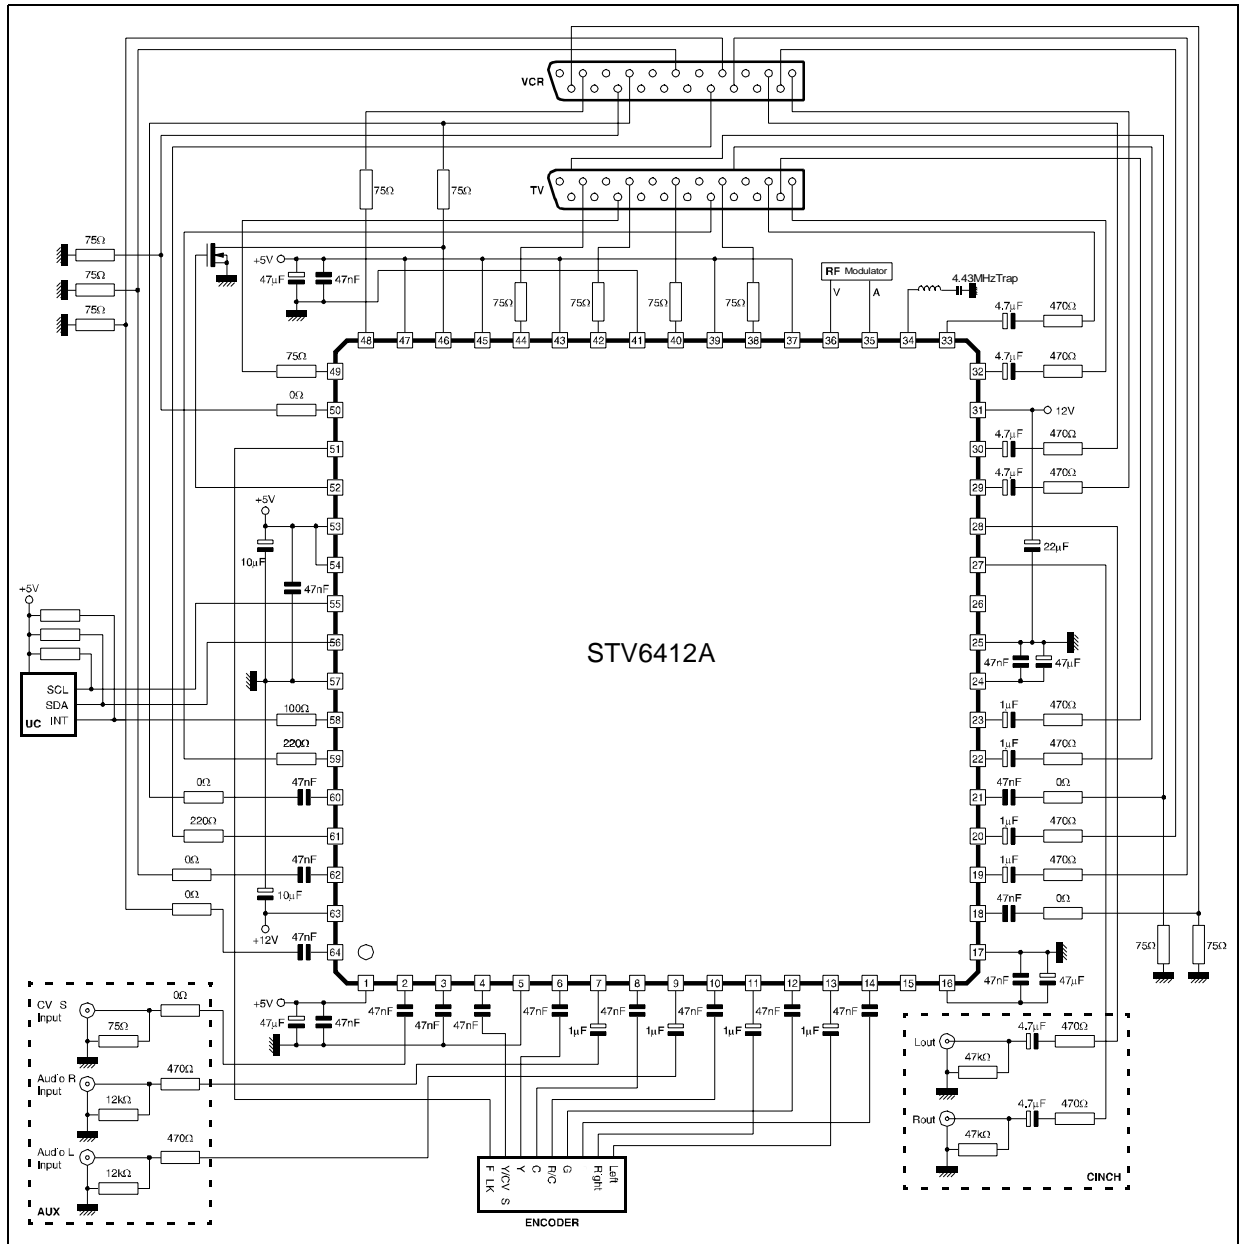 VCR
TV
75Ω
75Ω
75Ω
75Ω
75Ω
+5V
47µF
47nF
75Ω
75Ω
75Ω
75Ω
RF Modulator
V
A
4.43MHzTrap
4.7µF
470Ω
48
47
46
45
44
43
42
41
40
39
38
37
36
35
34
33
75Ω
49
0Ω
50
51
52
+5V
53
10µF
54
47nF
55
56
57
100Ω
58
220Ω
59
0Ω
47nF
60
220Ω
61
0Ω
47nF
62
0Ω
10µF
63
+12V
47nF
64
+5V
SCL
SDA
INT
UC
STV6412A
4.7µF
470Ω
32
31
12V
4.7µF
470Ω
30
4.7µF
470Ω
29
28
22µF
27
26
25
47nF
47µF
24
1µF
470Ω
23
1µF
470Ω
22
47nF
0Ω
21
1µF
470Ω
20
1µF
470Ω
19
47nF
0Ω
18
75Ω
75Ω
17
47nF
47µF
1
2
3
4
5
6
7
8
9
10
11
12
13
14
15
16
+5V
47µF
47nF
47nF
47nF
47nF
47nF
1µF
47nF
1µF
47nF
1µF
47nF
1µF
47nF
CV S
Input
0Ω
75Ω
Audio R
Input
470Ω
12kΩ
Audio L
Input
470Ω
12kΩ
AUX
F LK
Y/CV S
Y
C
R/C
G
Right
Left
ENCODER
Lout
4.7µF
470Ω
47kΩ
Rout
4.7µF
470Ω
47kΩ
CINCH